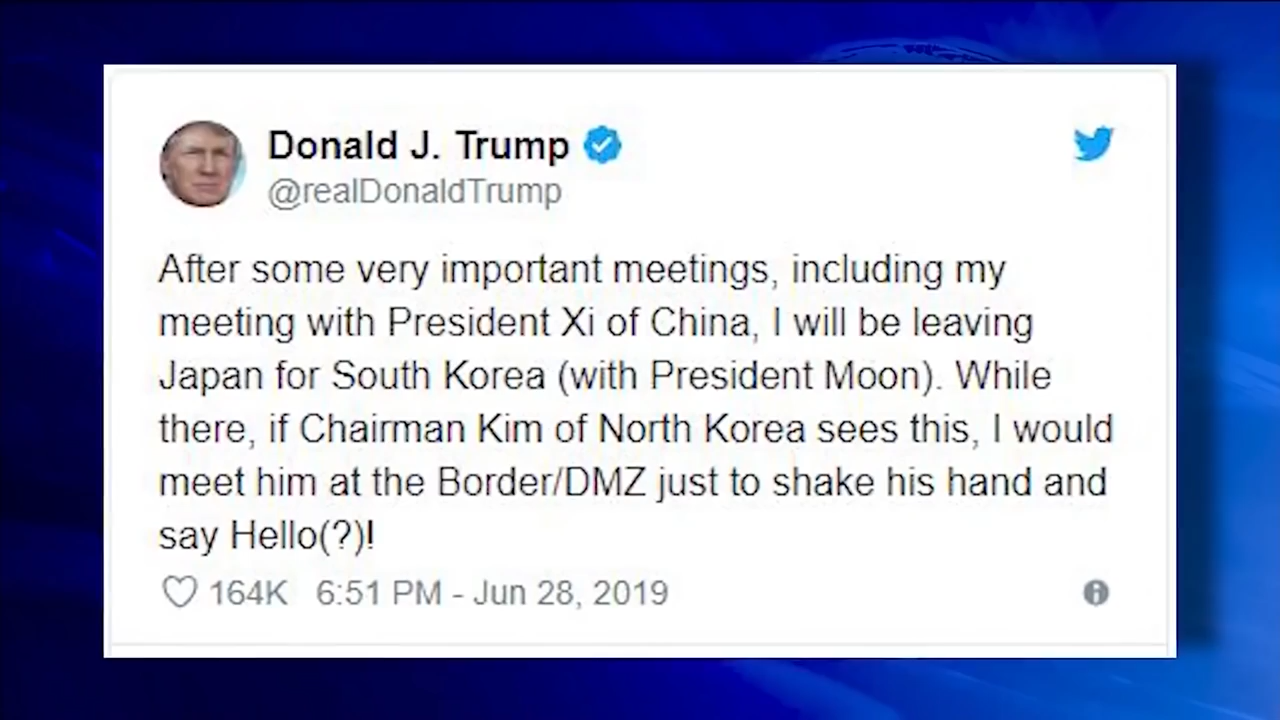 Donald J. Trump
@realDonaldTrump
After some very important meetings, including my
meeting with President Xi of China, I will be leaving
Japan for South Korea (with President Moon). While
there, if Chairman Kim of North Korea sees this, I would
meet him at the Border/DMZ just to shake his hand and
say Hello(?)!
164K 6:51 PM - Jun 28, 2019